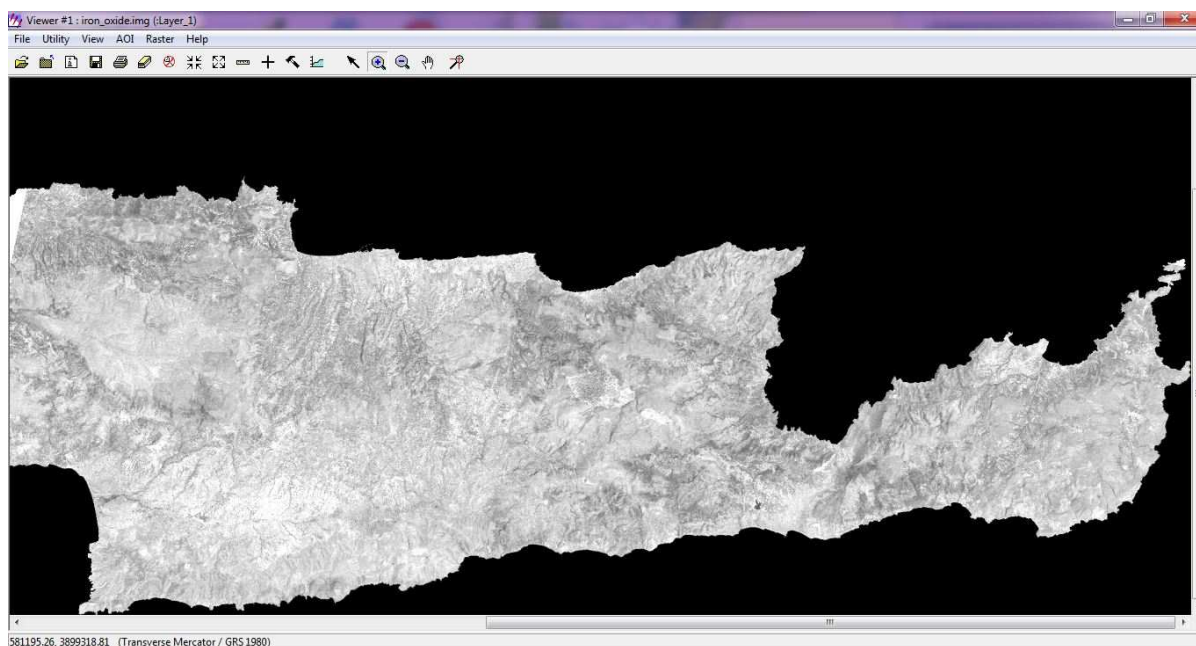 Viewer #1 : iron_oxide.img (:Layer_1)
File Utility View AOI Raster Help
581195.26, 3899318.81 (Transverse Mercator / GRS 1980)